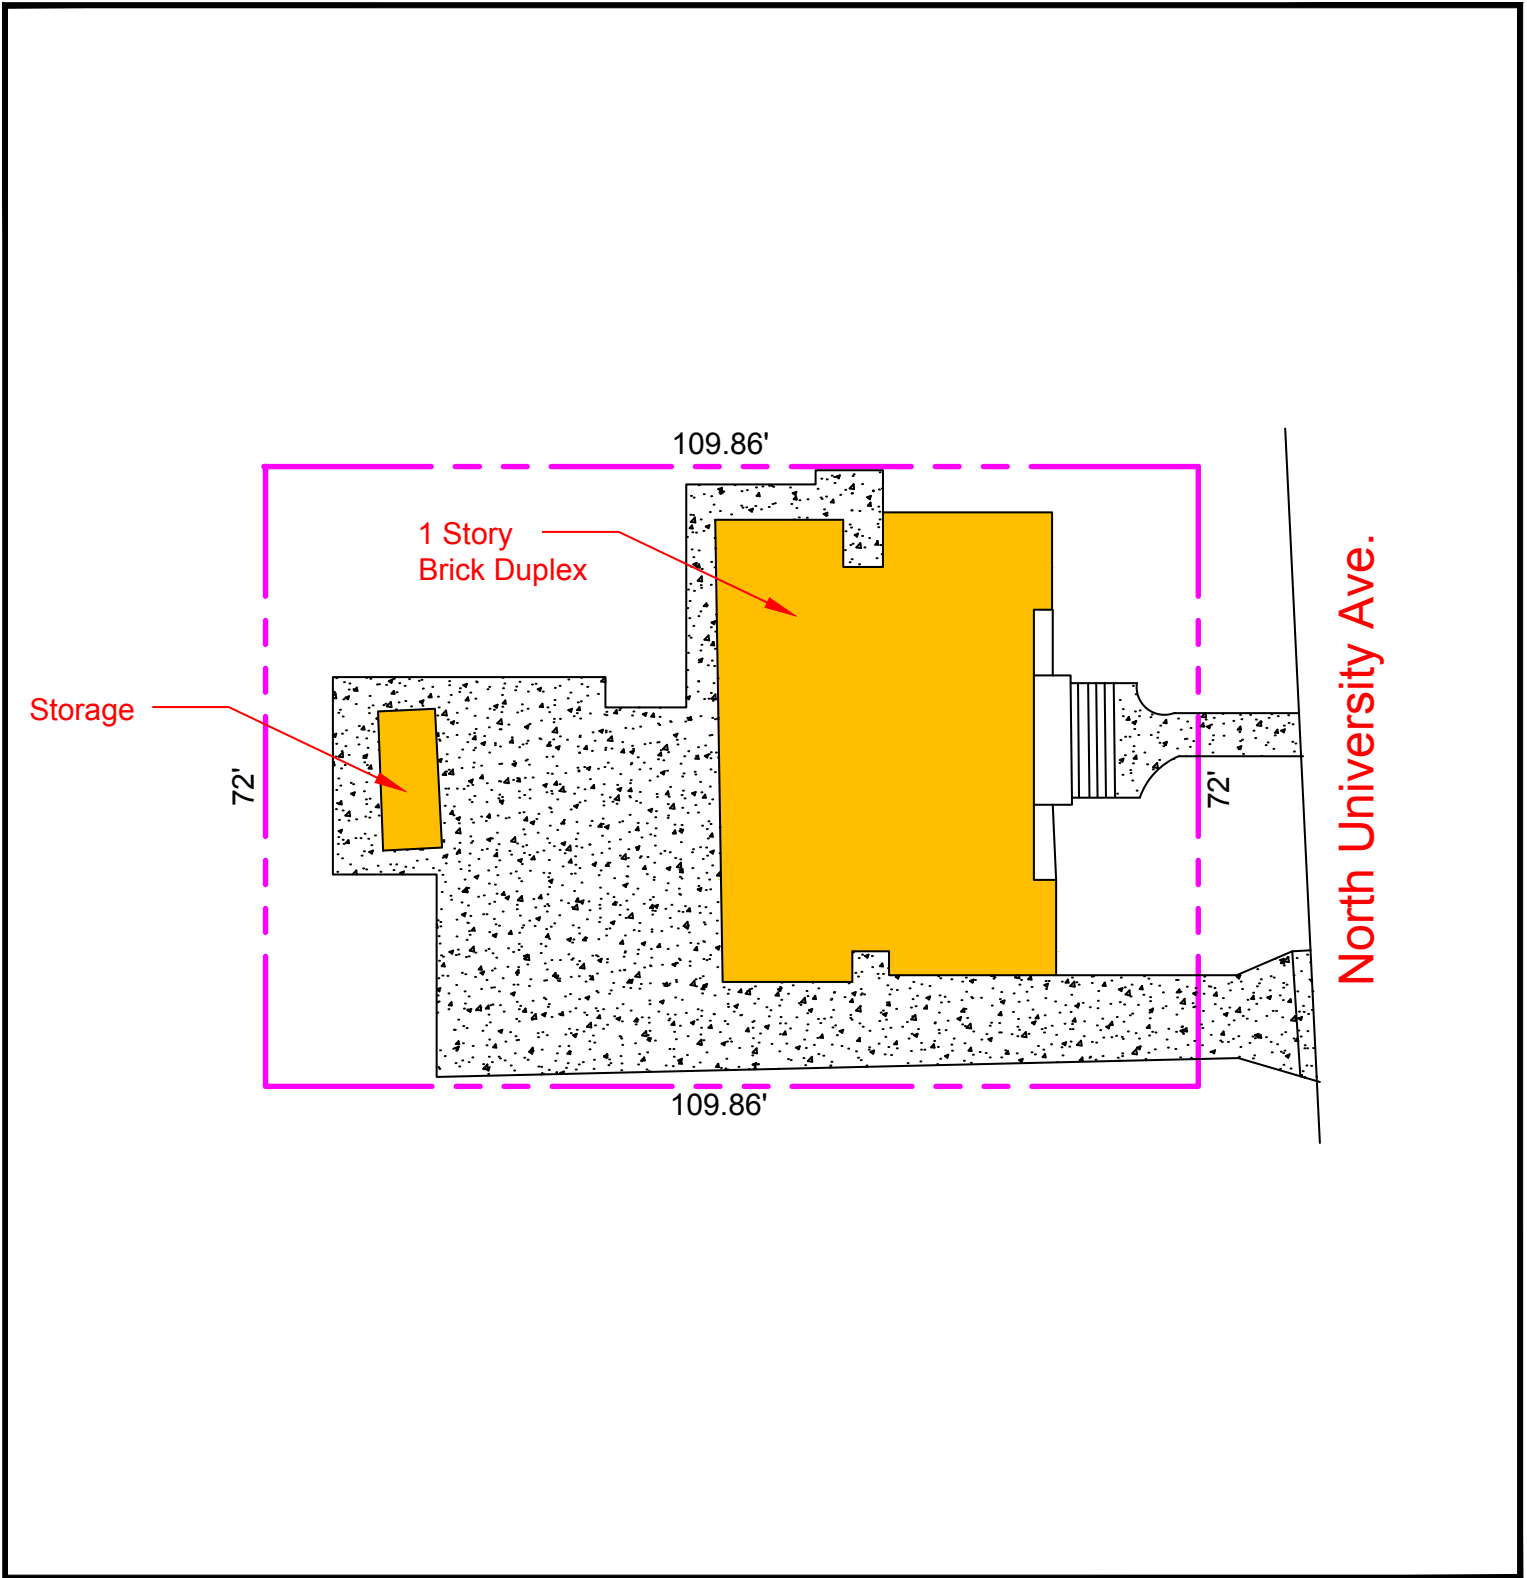 109.86'
1 Story
Brick Duplex
Storage
72'
72'
North University Ave.
109.86'